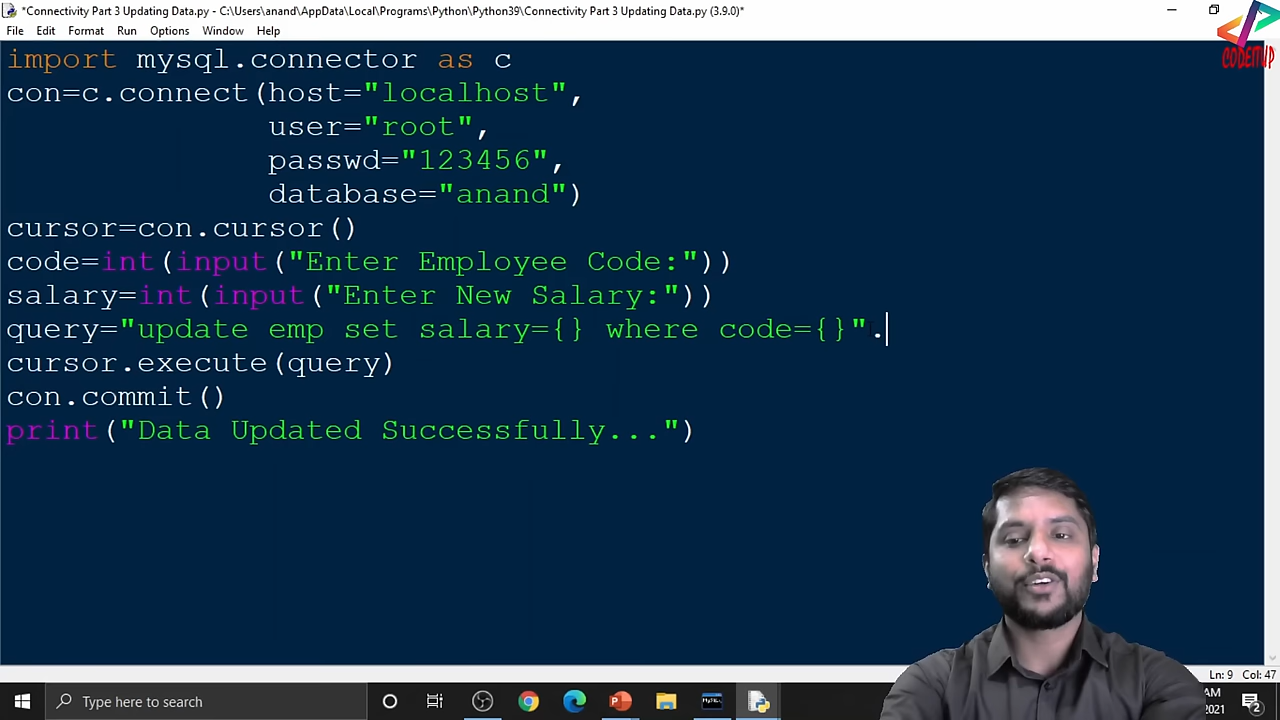 *Connectivity Part 3 Updating Data.py - C:\Users\anand\AppData\Local\Programs\Python\Python39\Connectivity Part 3 Updating Data.py (3.9.0)*
File Edit Format Run Options Window Help
CODEITUP
import mysql.connector as c
con=c.connect(host="localhost",
user="root",
passwd="123456",
database="anand")
cursor=con.cursor()
code=int(input("Enter Employee Code:"))
salary=int(input("Enter New Salary:"))
query="update emp set salary={} where code={}".
cursor.execute(query)
con.commit()
print("Data Updated Successfully...")
Ln: 9 Col: 47
Type here to search
AM
2021
2